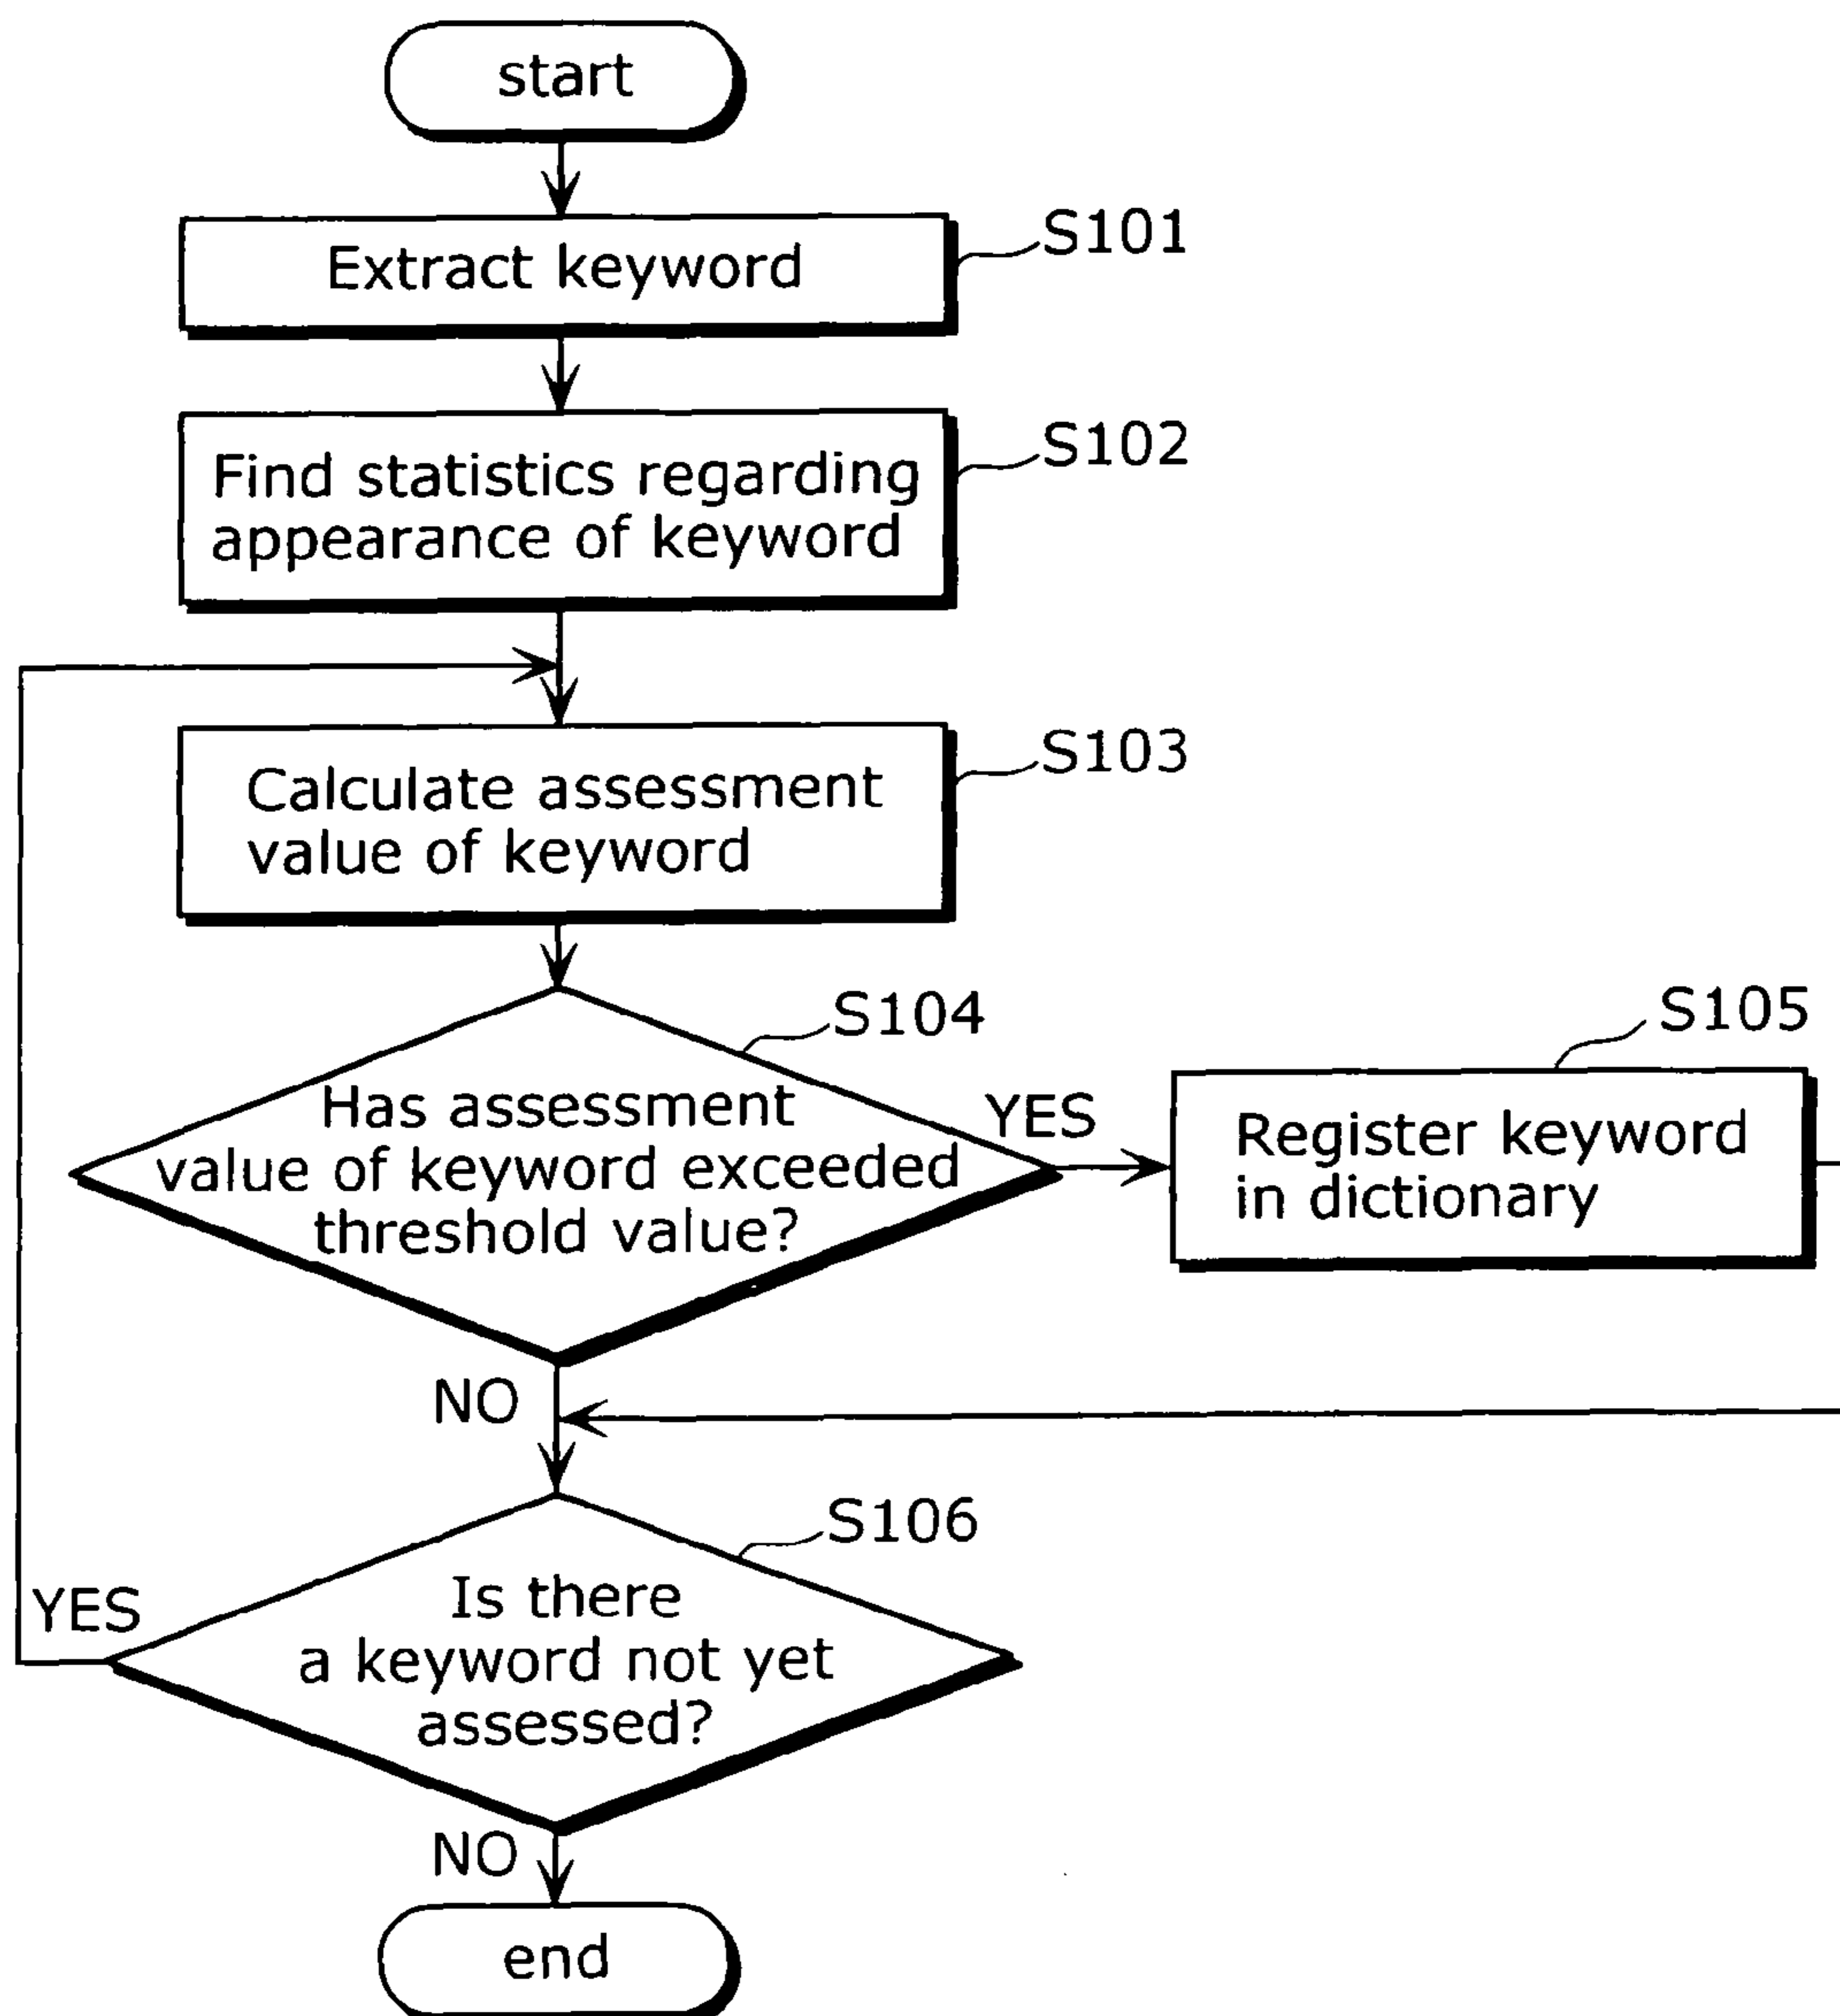 start
Extract keyword
S101
Find statistics regarding
appearance of keyword
S102
Calculate assessment
value of keyword
S103
S104
Has assessment
value of keyword exceeded
threshold value?
YES
S105
Register keyword
in dictionary
NO
S106
Is there
a keyword not yet
assessed?
YES
NO
end